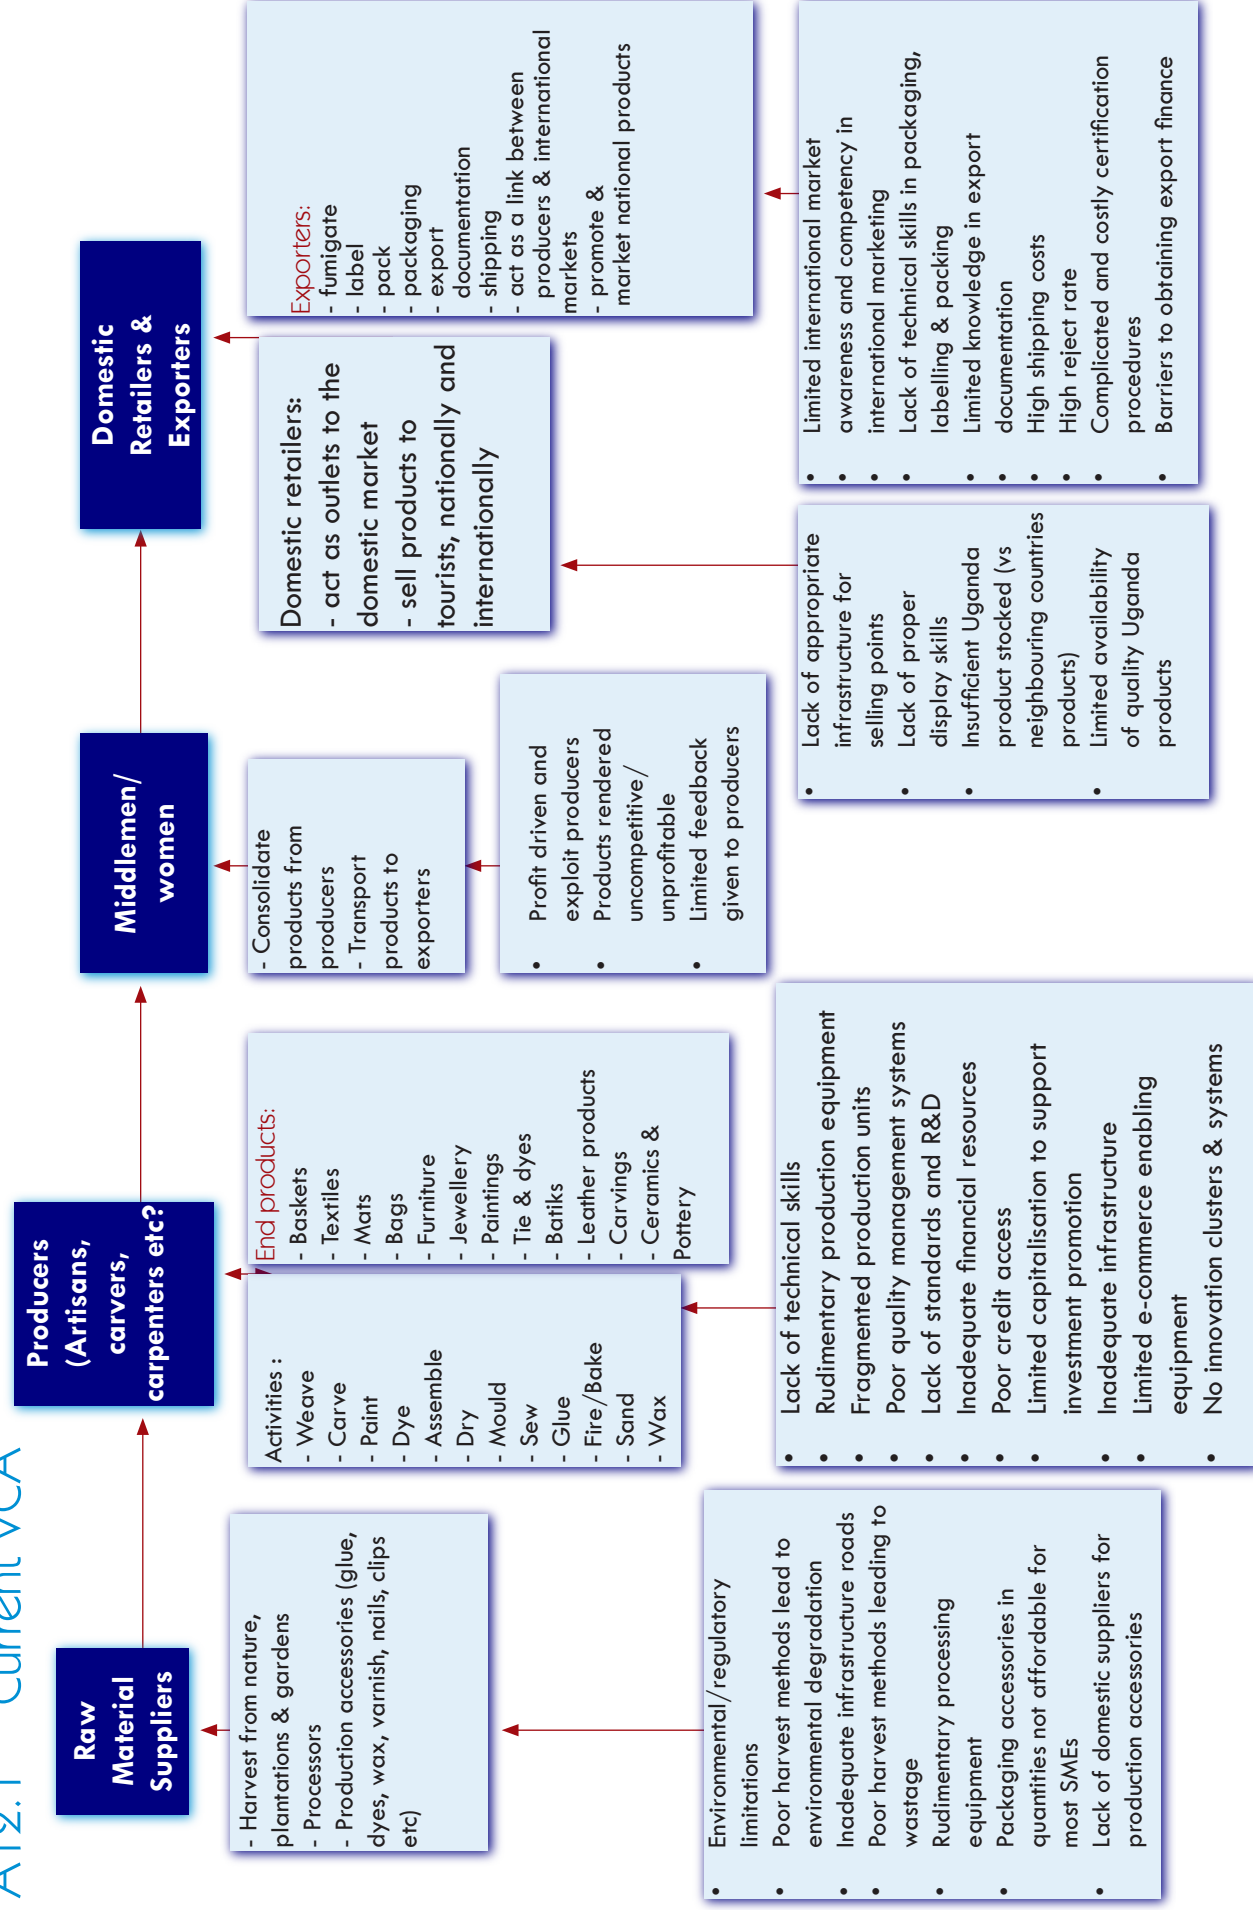 A12.1 Current VCA
Raw
Material
Suppliers
Producers
(Artisans,
carvers,
carpenters etc?
Middlemen/
women
Domestic
Retailers &
Exporters
- Harvest from nature,
plantations & gardens
- Processors
- Production accessories (glue,
dyes, wax, varnish, nails, clips
etc)
Activities :
- Weave
- Carve
- Paint
- Dye
- Assemble
- Dry
- Mould
- Sew
- Glue
- Fire/Bake
- Sand
- Wax
End products:
- Baskets
- Textiles
- Mats
- Bags
- Furniture
- Jewellery
- Paintings
- Tie & dyes
- Batiks
- Leather products
- Carvings
- Ceramics &
Pottery
- Consolidate
products from
producers
- Transport
products to
exporters
Domestic retailers:
- act as outlets to the
domestic market
- sell products to
tourists, nationally and
internationally
Exporters:
- fumigate
- label
- pack
- packaging
- export
documentation
- shipping
- act as a link between
producers & international
markets
- promote &
market national products
• Environmental/regulatory
limitations
• Poor harvest methods lead to
environmental degradation
• Inadequate infrastructure roads
• Poor harvest methods leading to
wastage
• Rudimentary processing
equipment
• Packaging accessories in
quantities not affordable for
most SMEs
• Lack of domestic suppliers for
production accessories
• Lack of technical skills
• Rudimentary production equipment
• Fragmented production units
• Poor quality management systems
• Lack of standards and R&D
• Inadequate financial resources
• Poor credit access
• Limited capitalisation to support
investment promotion
• Inadequate infrastructure
• Limited e-commerce enabling
equipment
• No innovation clusters & systems
• Profit driven and
exploit producers
• Products rendered
uncompetitive/
unprofitable
• Limited feedback
given to producers
• Lack of appropriate
infrastructure for
selling points
• Lack of proper
display skills
• Insufficient Uganda
product stocked (vs
neighbouring countries
products)
• Limited availability
of quality Uganda
products
• Limited international market
• awareness and competency in
• international marketing
• Lack of technical skills in packaging,
labelling & packing
• Limited knowledge in export
• documentation
• High shipping costs
• High reject rate
• Complicated and costly certification
procedures
• Barriers to obtaining export finance